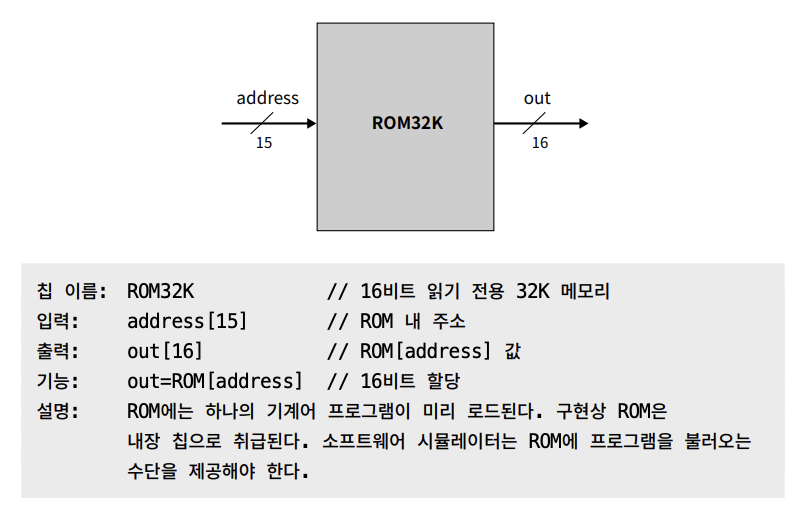 address
out
ROM32K
15
16
칩 이름: ROM32K // 16비트 읽기 전용 32K 메모리
입력: address[15] // ROM 내 주소
출력: out[16] // ROM[address] 값
기능: out=ROM[address] // 16비트 할당
설명: ROM에는 하나의 기계어 프로그램이 미리 로드된다. 구현상 ROM은
내장 칩으로 취급된다. 소프트웨어 시뮬레이터는 ROM에 프로그램을 불러오는
수단을 제공해야 한다.